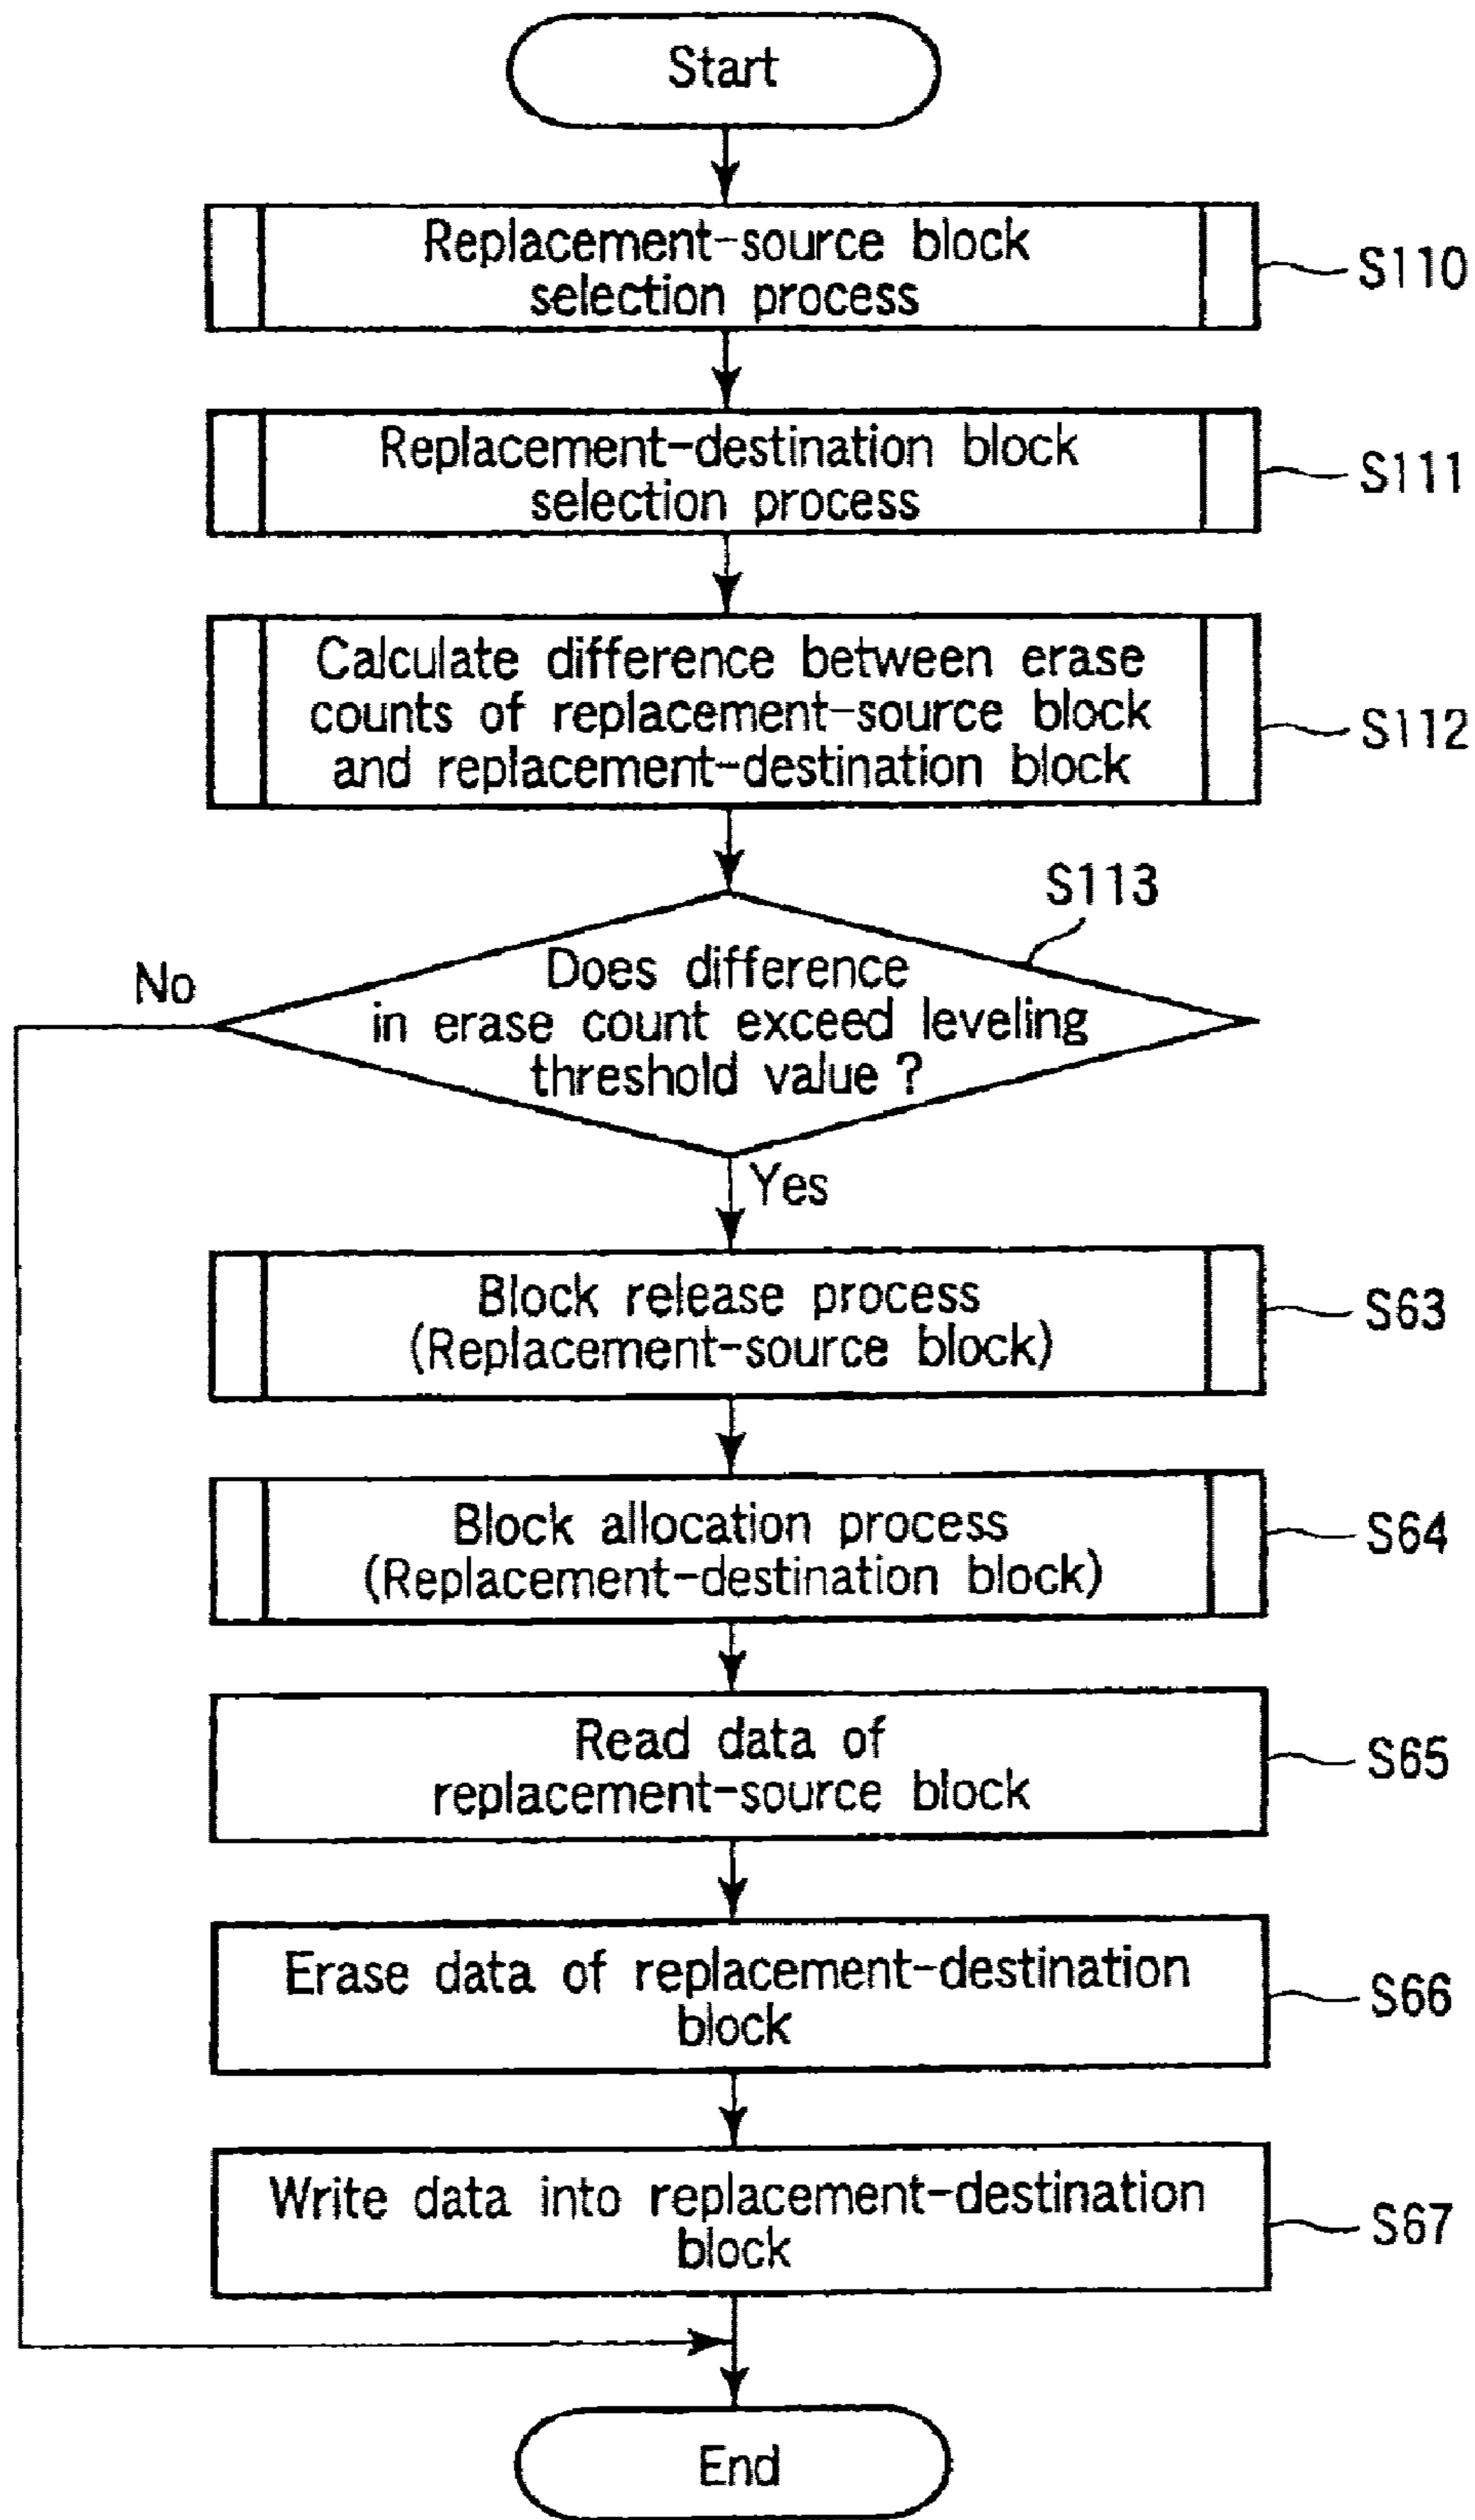 Start
Replacement-source block
selection process
S110
Replacement-destination block
selection process
S111
Calculate difference between erase
counts of replacement-source block
and replacement-destination block
S112
S113
No
Does difference
in erase count exceed leveling
threshold value ?
Yes
Block release process
(Replacement-source block)
S63
Block allocation process
(Replacement-destination block)
S64
Read data of
replacement-source block
S65
Erase data of replacement-destination
block
S66
Write data into replacement-destination
block
S67
End